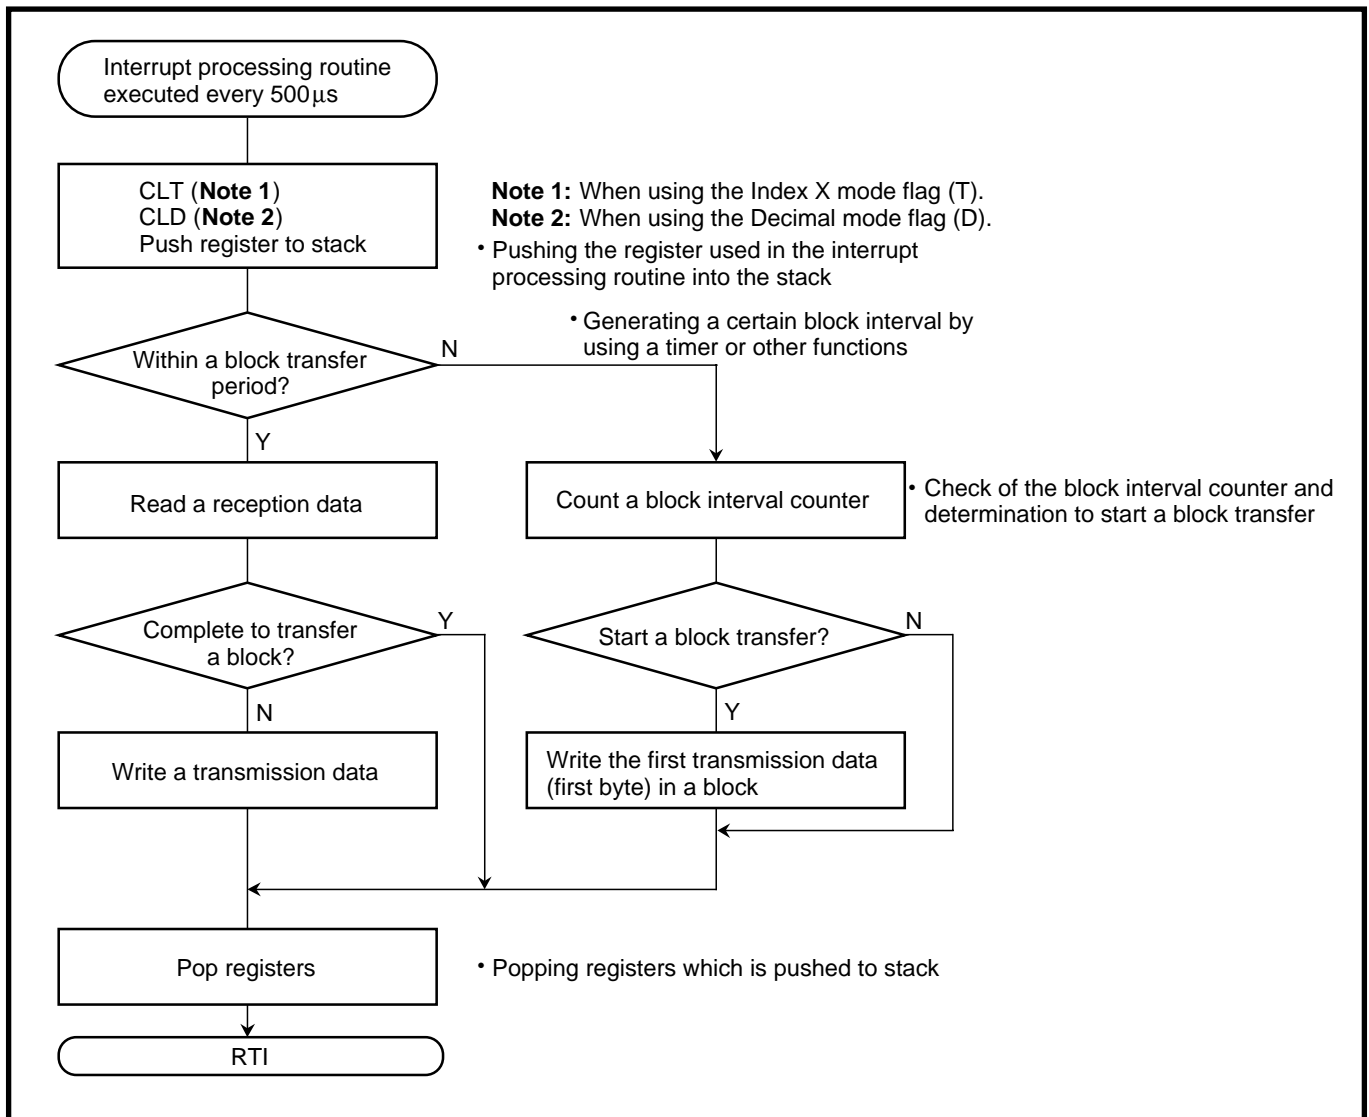 Interrupt processing routine
executed every 500µs
CLT (Note 1)
CLD (Note 2)
Push register to stack
Note 1: When using the Index X mode flag (T).
Note 2: When using the Decimal mode flag (D).
• Pushing the register used in the interrupt
processing routine into the stack
• Generating a certain block interval by
using a timer or other functions
Within a block transfer
period?
N
Y
Read a reception data
Count a block interval counter
• Check of the block interval counter and
determination to start a block transfer
Complete to transfer
a block?
Y
N
Start a block transfer?
N
Y
Write a transmission data
Write the first transmission data
(first byte) in a block
Pop registers
• Popping registers which is pushed to stack
RTI